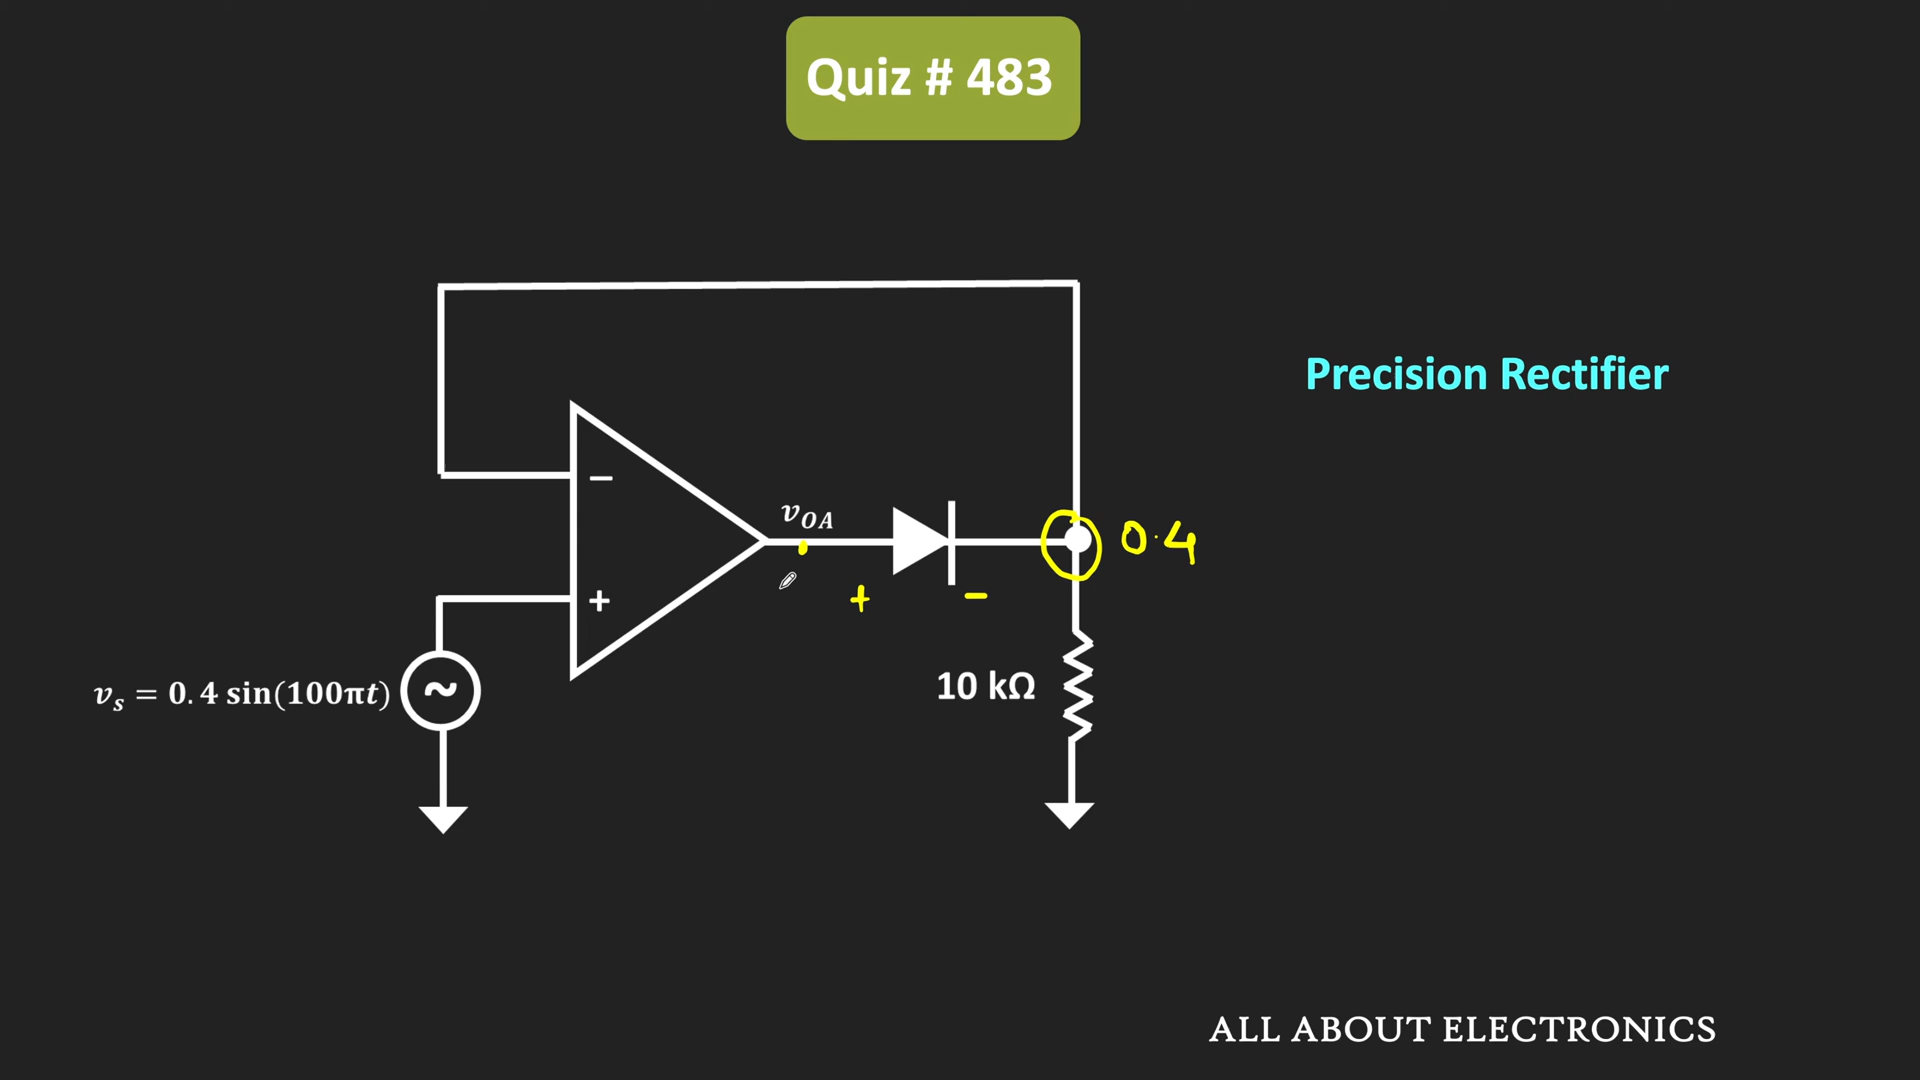 Quiz # 483
Precision Rectifier
−
v_OA
0.4
+
+ −
v_s = 0.4 sin(100πt)
~
10 kΩ
ALL ABOUT ELECTRONICS